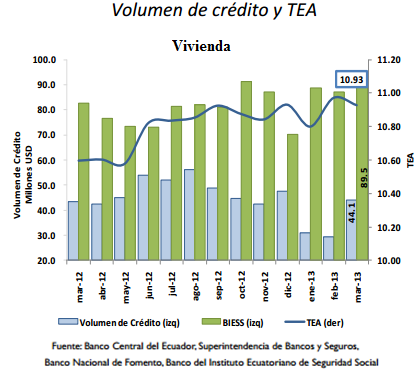 Volumen de crédito y TEA
Vivienda
100.0
90.0
80.0
70.0
60.0
50.0
40.0
30.0
20.0
Volumen de Crédito
Millones USD
11.20
11.00
10.80
10.60
10.40
10.20
10.00
TEA
10.93
44.1
89.5
mar-12
abr-12
may-12
jun-12
jul-12
ago-12
sep-12
oct-12
nov-12
dic-12
ene-13
feb-13
mar-13
Volumen de Crédito (izq)
BIESS (izq)
TEA (der)
Fuente: Banco Central del Ecuador, Superintendencia de Bancos y Seguros,
Banco Nacional de Fomento, Banco del Instituto Ecuatoriano de Seguridad Social